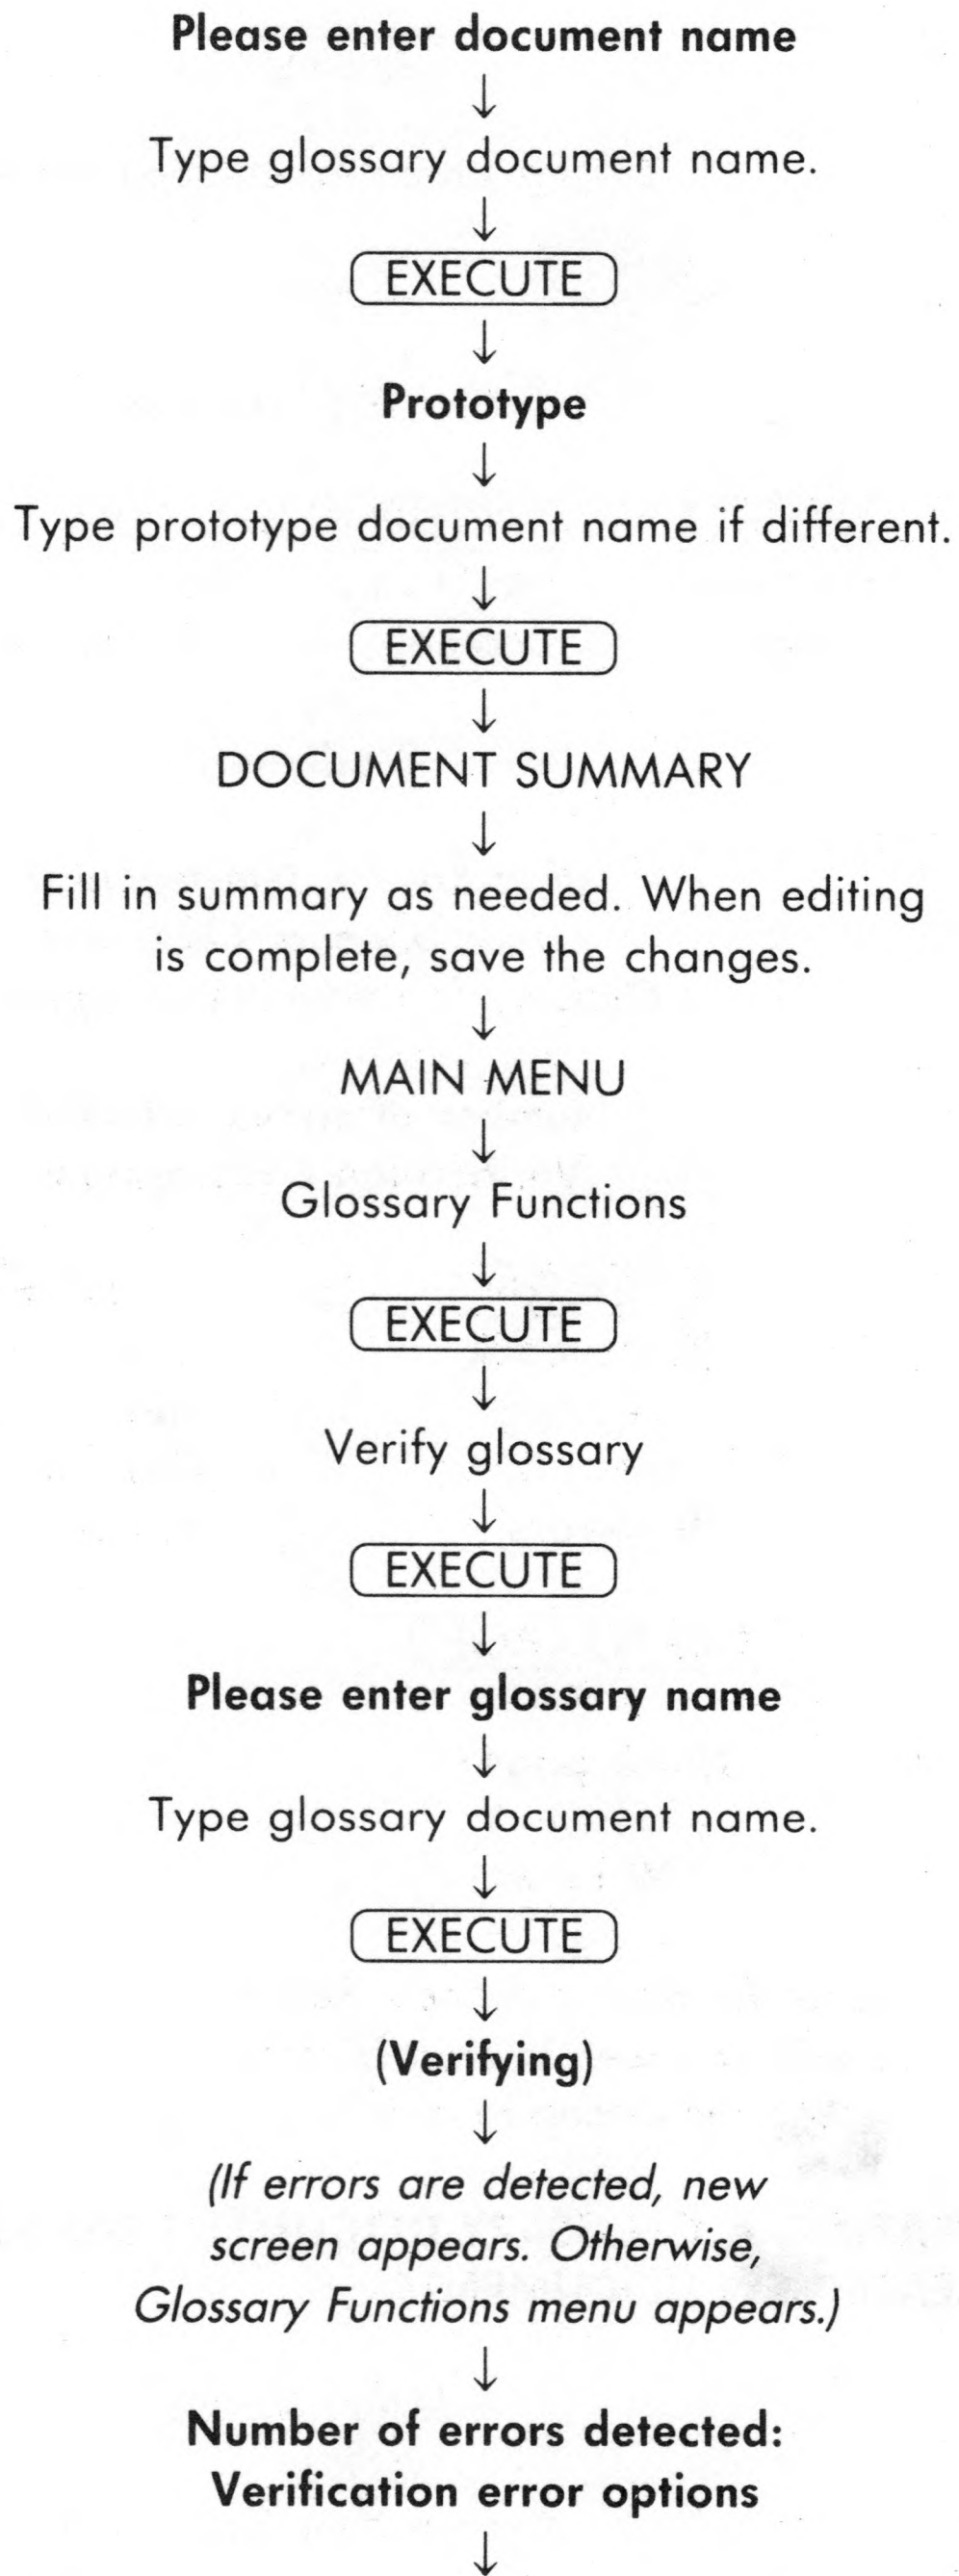 Please enter document name
↓
Type glossary document name.
↓
EXECUTE
↓
Prototype
↓
Type prototype document name if different.
↓
EXECUTE
↓
DOCUMENT SUMMARY
↓
Fill in summary as needed. When editing
is complete, save the changes.
↓
MAIN MENU
↓
Glossary Functions
↓
EXECUTE
↓
Verify glossary
↓
EXECUTE
↓
Please enter glossary name
↓
Type glossary document name.
↓
EXECUTE
↓
(Verifying)
↓
(If errors are detected, new
screen appears. Otherwise,
Glossary Functions menu appears.)
↓
Number of errors detected:
Verification error options
↓